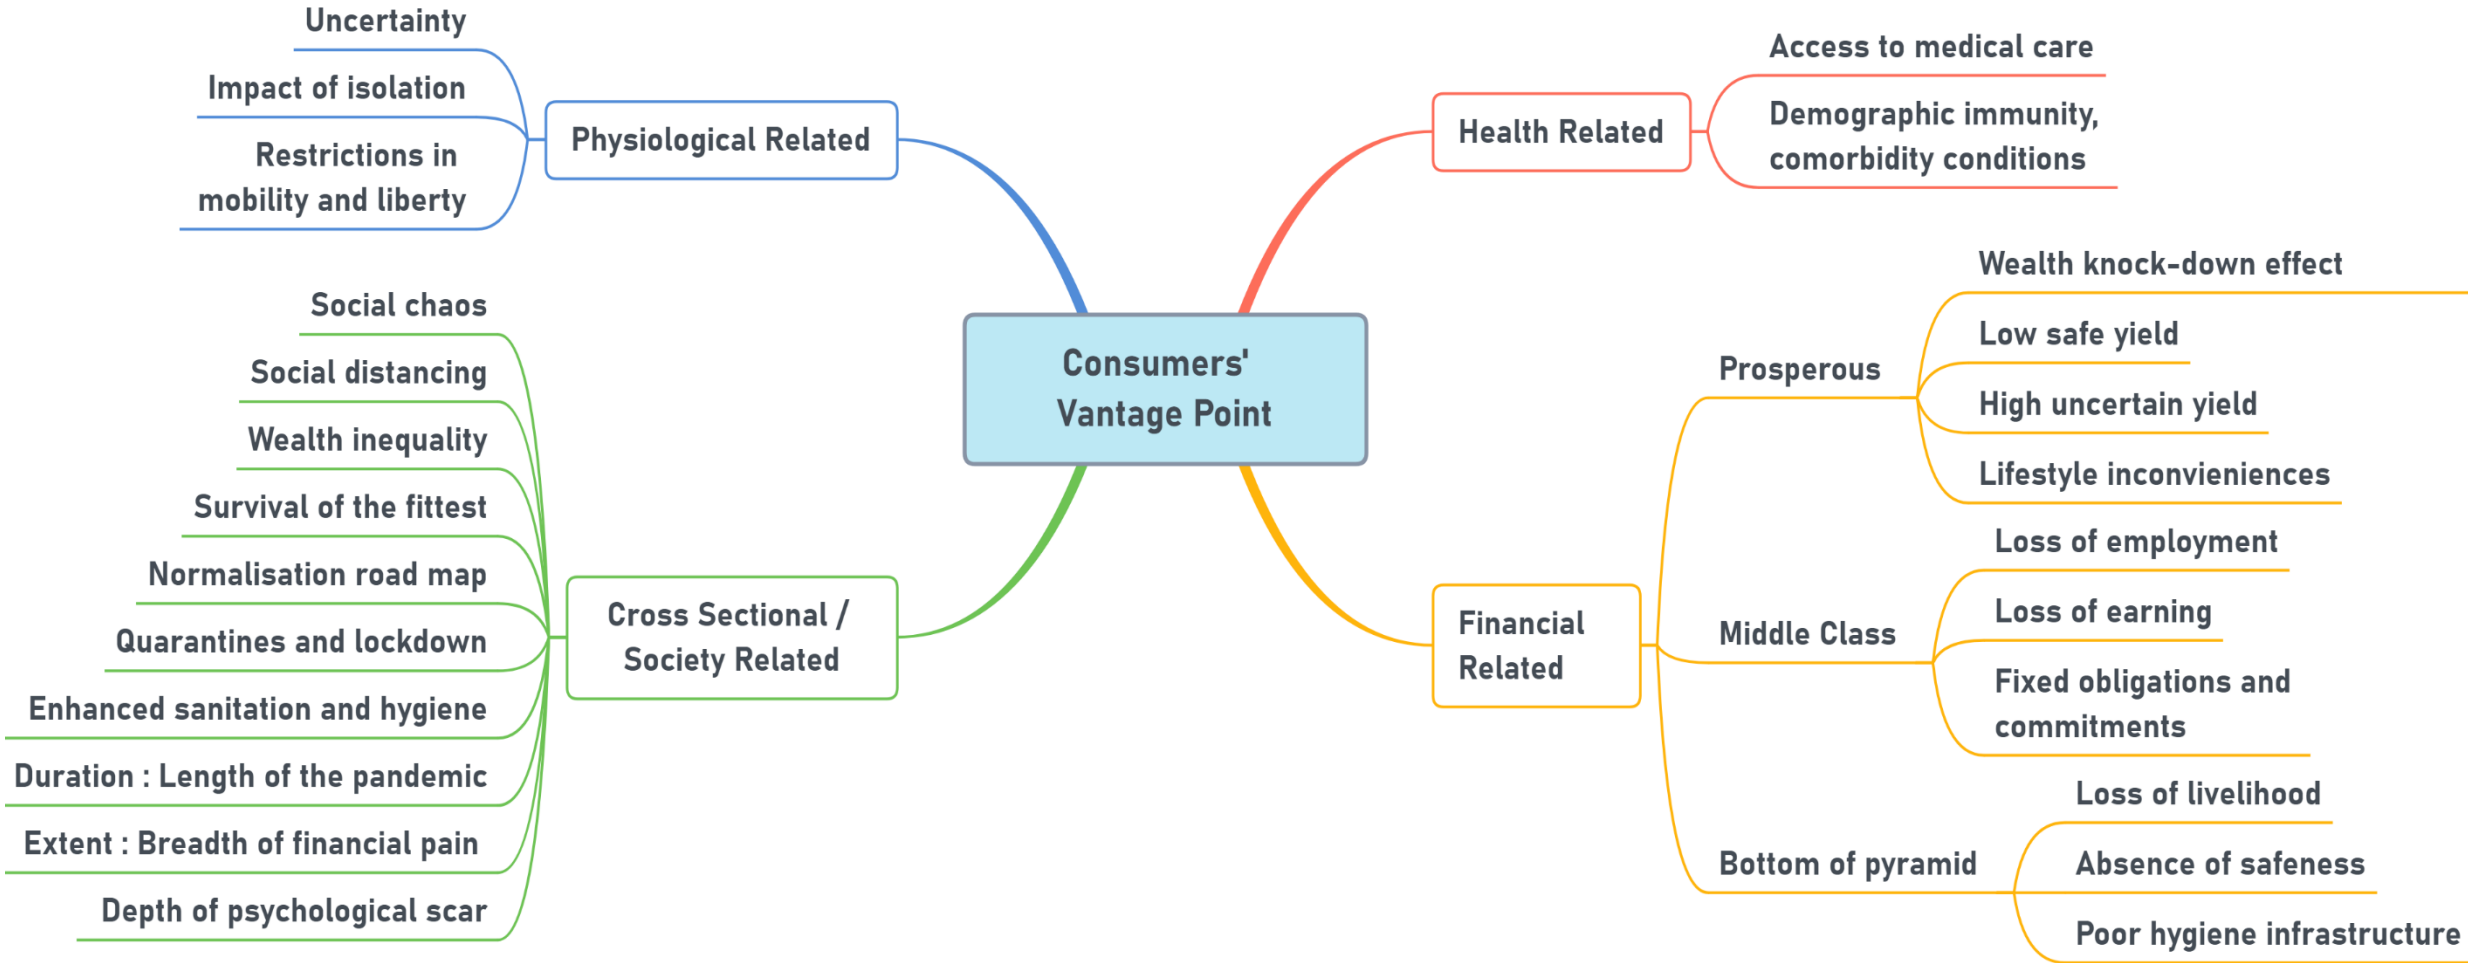 Uncertainty
Impact of isolation
Restrictions in
mobility and liberty
Physiological Related
Social chaos
Social distancing
Wealth inequality
Survival of the fittest
Normalisation road map
Quarantines and lockdown
Enhanced sanitation and hygiene
Duration : Length of the pandemic
Extent : Breadth of financial pain
Depth of psychological scar
Cross Sectional /
Society Related
Consumers'
Vantage Point
Health Related
Access to medical care
Demographic immunity,
comorbidity conditions
Financial
Related
Prosperous
Wealth knock-down effect
Low safe yield
High uncertain yield
Lifestyle inconvieniences
Middle Class
Loss of employment
Loss of earning
Fixed obligations and
commitments
Bottom of pyramid
Loss of livelihood
Absence of safeness
Poor hygiene infrastructure